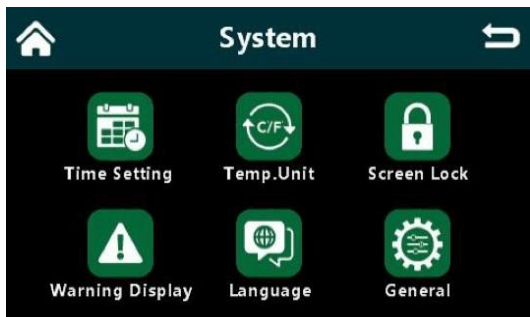 System
C/F
Time Setting
Temp.Unit
Screen Lock
Warning Display
Language
General